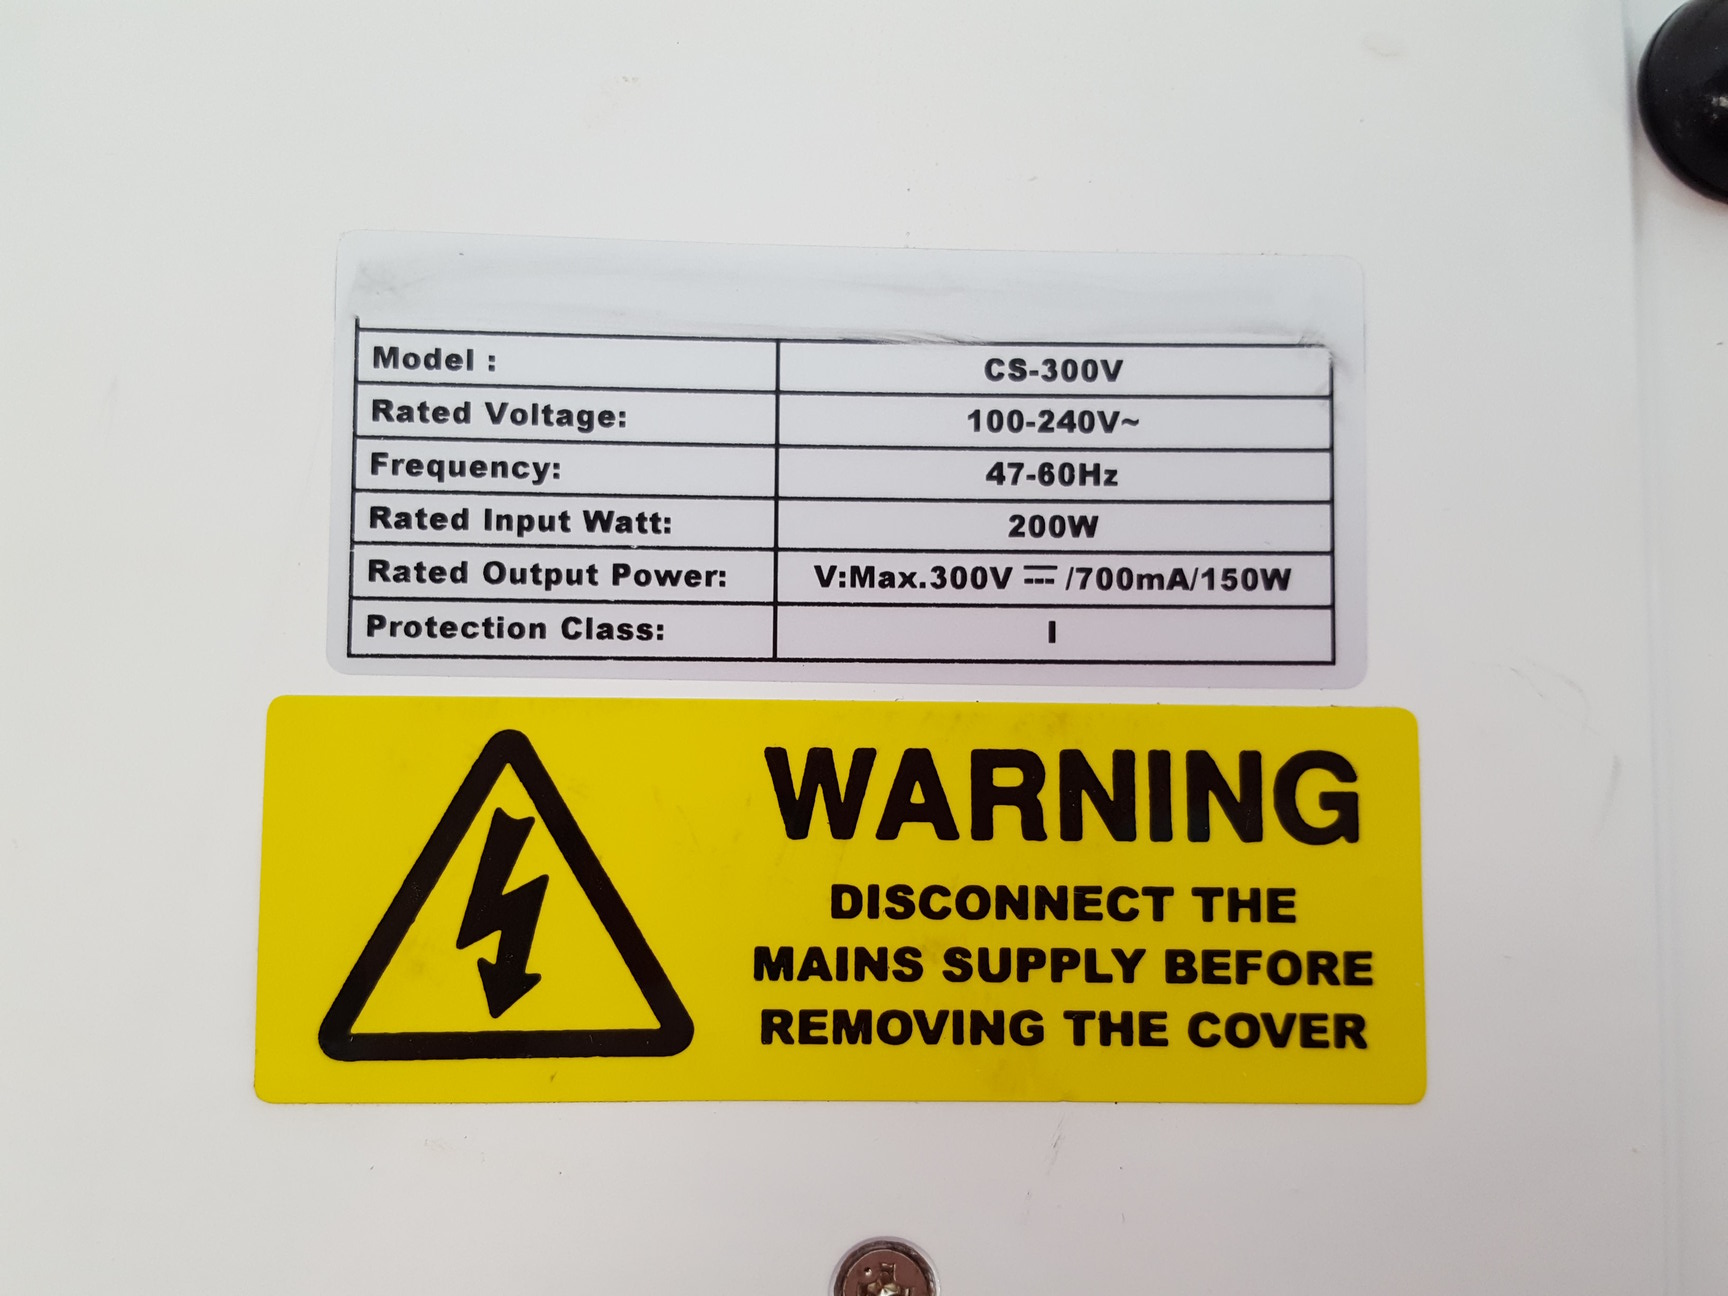 Model : CS-300V
Rated Voltage: 100-240V~
Frequency: 47-60Hz
Rated Input Watt: 200W
Rated Output Power: V:Max.300V ⎓ /700mA/150W
Protection Class: I
WARNING
DISCONNECT THE
MAINS SUPPLY BEFORE
REMOVING THE COVER